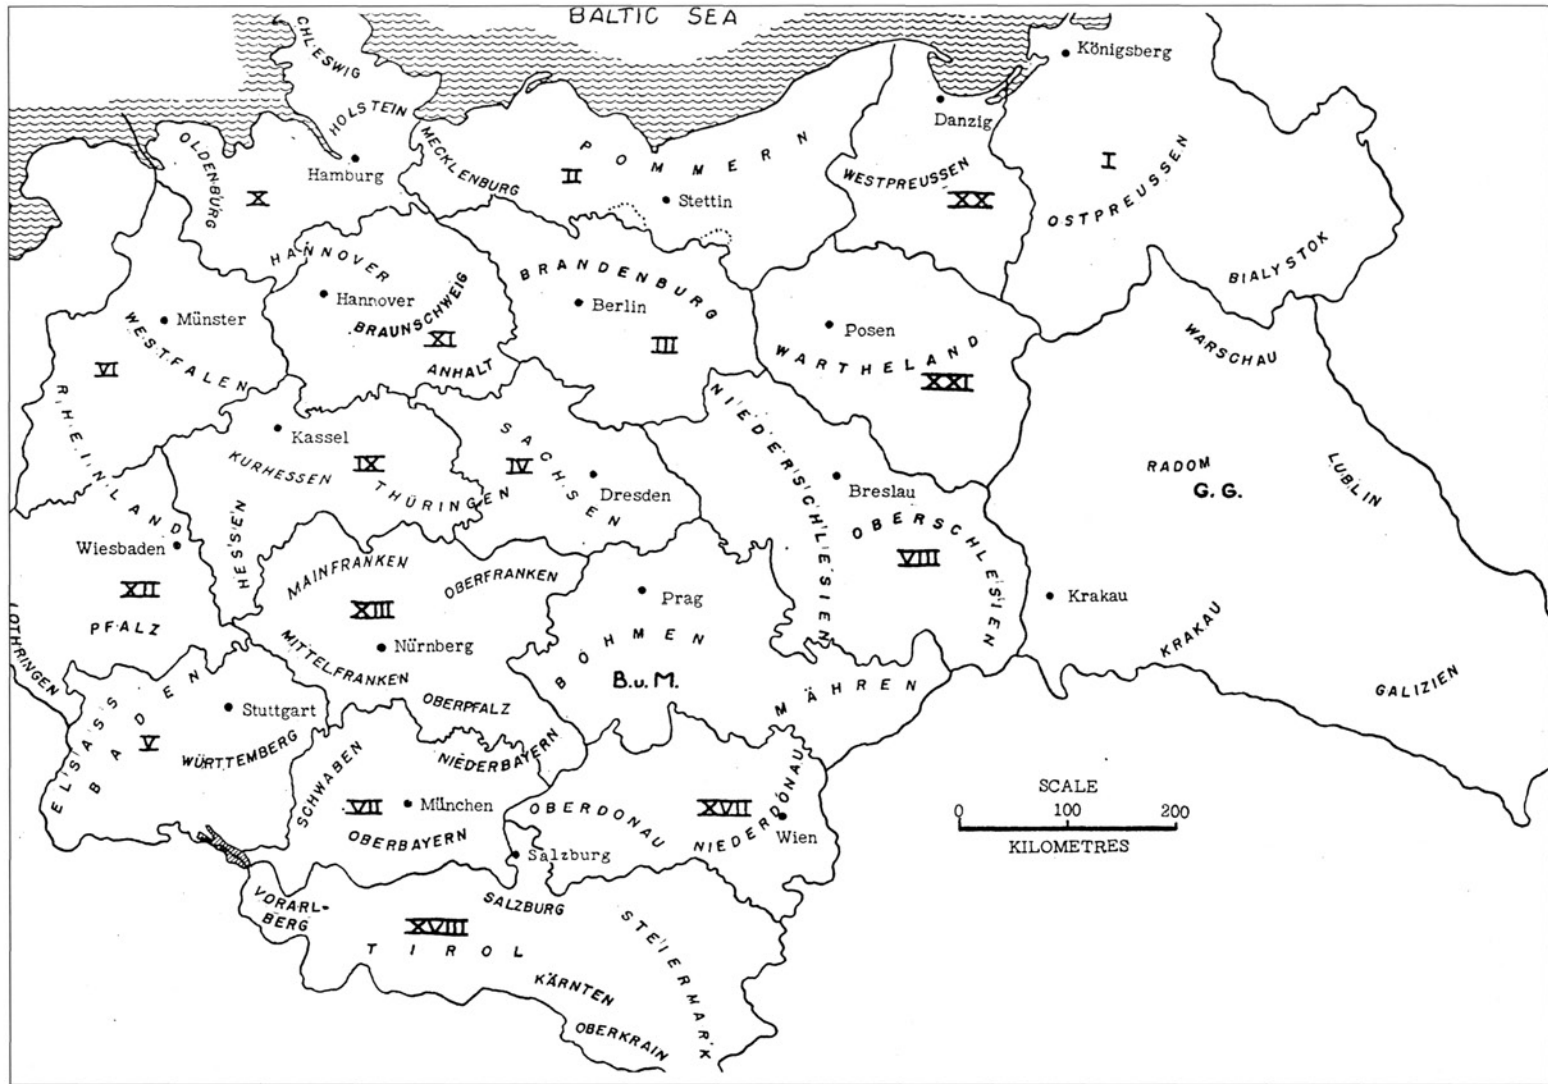 BALTIC SEA
CHLESWIG
HOLSTEIN
Königsberg
Danzig
OLDENBURG
X
Hamburg
MECKLENBURG
POMMERN
II
Stettin
WESTPREUSSEN
XX
I
OSTPREUSSEN
BIALYSTOK
HANNOVER
Hannover
BRAUNSCHWEIG
XI
ANHALT
BRANDENBURG
Berlin
III
Münster
WESTFALEN
VI
RHEINLAND
Posen
WARTHELAND
XXI
WARSCHAU
Kassel
KURHESSEN
IX
THÜRINGEN
HESSEN
SACHSEN
IV
Dresden
NIEDERSCHLESIEN
Breslau
OBERSCHLESIEN
VIII
RADOM
G. G.
LUBLIN
Wiesbaden
XII
PFALZ
LOTHRINGEN
MAINFRANKEN
OBERFRANKEN
XIII
Nürnberg
MITTELFRANKEN
OBERPFALZ
Prag
BÖHMEN
B.u.M.
MÄHREN
Krakau
KRAKAU
GALIZIEN
ELSASS
BADEN
Stuttgart
V
WÜRTTEMBERG
SCHWABEN
NIEDERBAYERN
VII
München
OBERBAYERN
OBERDONAU
XVII
NIEDERDONAU
Wien
Salzburg
SCALE
0 100 200
KILOMETRES
VORARL-
BERG
SALZBURG
XVIII
TIROL
STEIERMARK
KÄRNTEN
OBERKRAIN